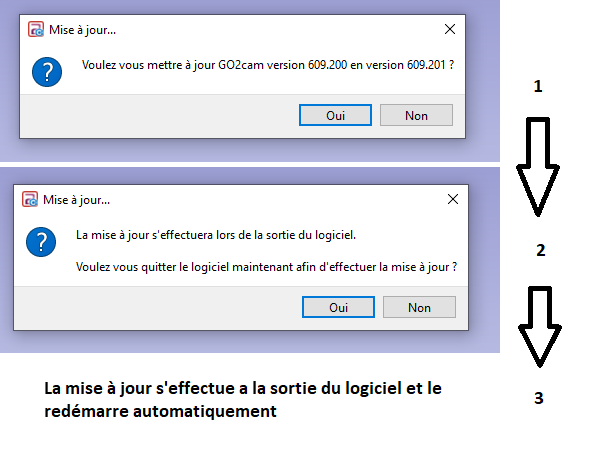 Mise à jour...
Voulez vous mettre à jour GO2cam version 609.200 en version 609.201 ?
Oui
Non
1
Mise à jour...
La mise à jour s'effectuera lors de la sortie du logiciel.
Voulez vous quitter le logiciel maintenant afin d'effectuer la mise à jour ?
Oui
Non
2
La mise à jour s'effectue a la sortie du logiciel et le
redémarre automatiquement
3